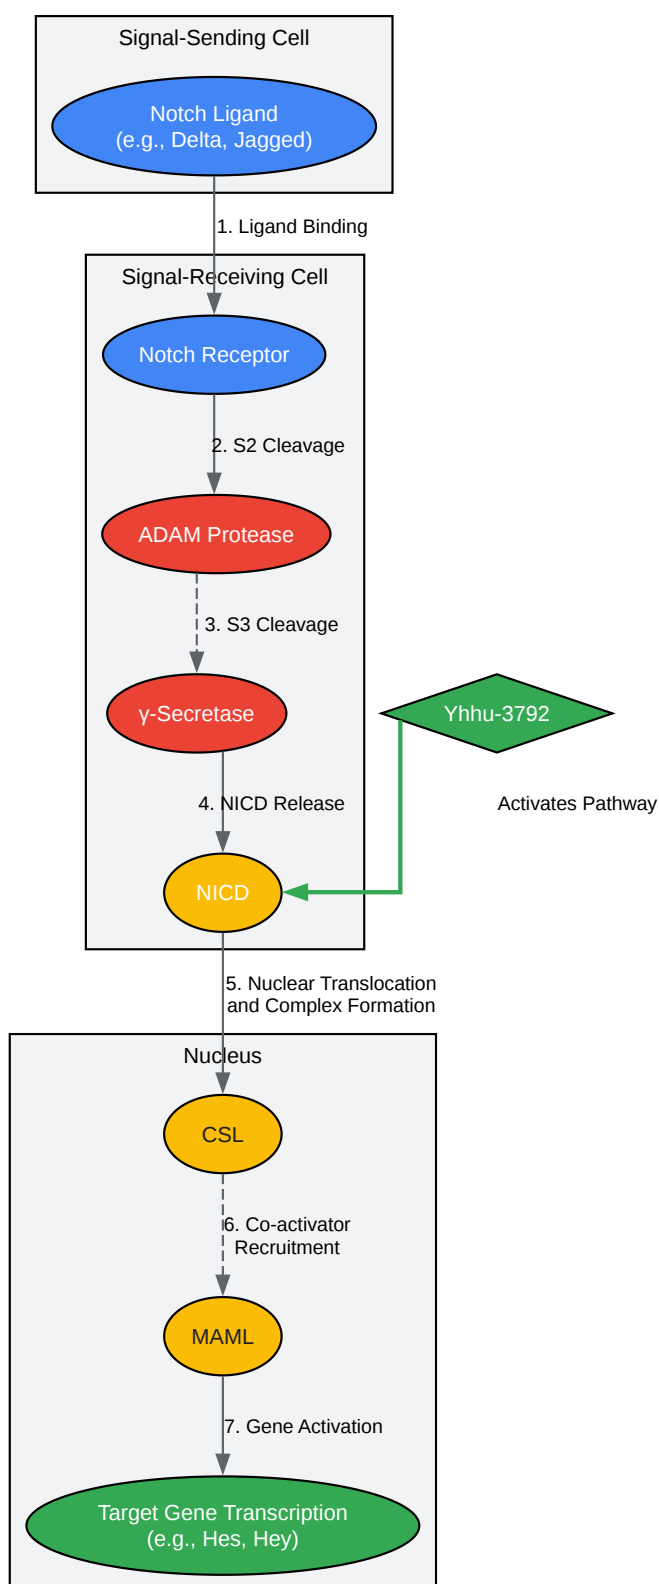 Signal-Sending Cell
Notch Ligand
(e.g., Delta, Jagged)
1. Ligand Binding
Signal-Receiving Cell
Notch Receptor
2. S2 Cleavage
ADAM Protease
3. S3 Cleavage
γ-Secretase
Yhhu-3792
4. NICD Release
Activates Pathway
NICD
5. Nuclear Translocation
and Complex Formation
Nucleus
CSL
6. Co-activator
Recruitment
MAML
7. Gene Activation
Target Gene Transcription
(e.g., Hes, Hey)